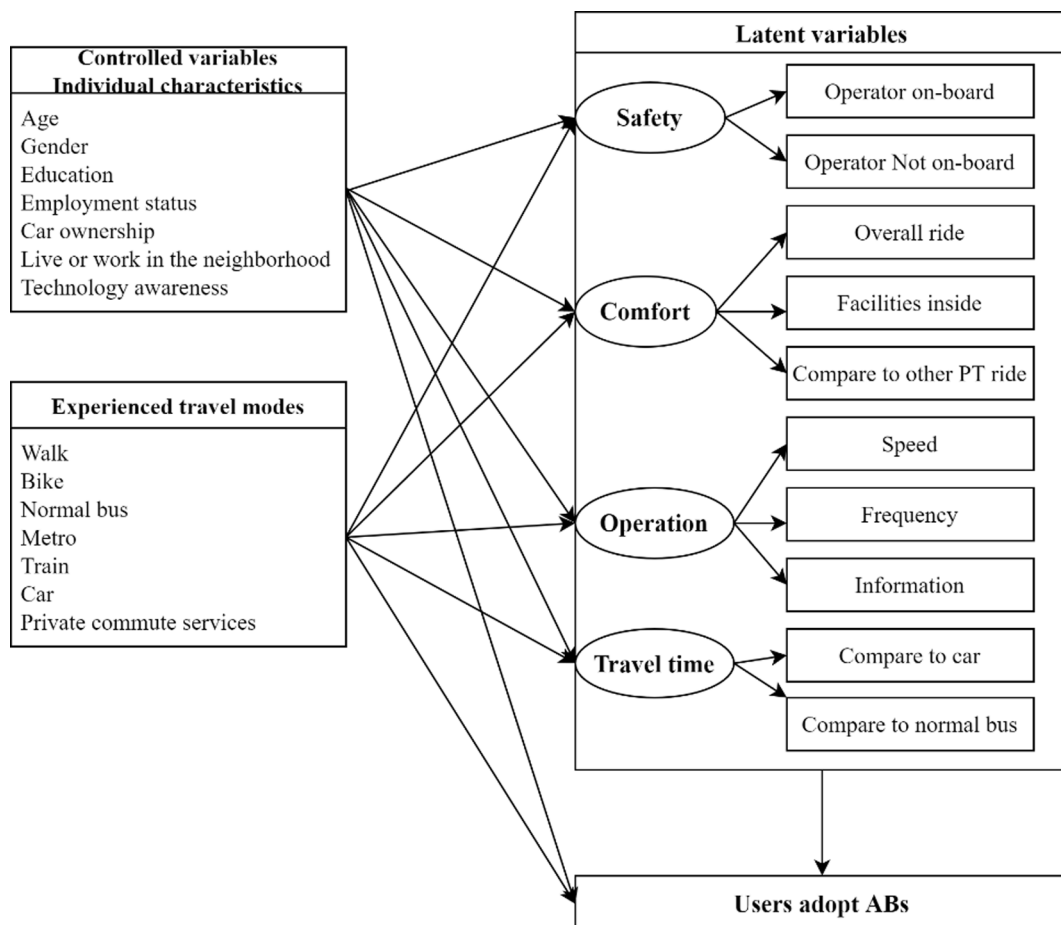 Controlled variables
Individual characteristics
Age
Gender
Education
Employment status
Car ownership
Live or work in the neighborhood
Technology awareness
Experienced travel modes
Walk
Bike
Normal bus
Metro
Train
Car
Private commute services
Latent variables
Safety
Operator on-board
Operator Not on-board
Comfort
Overall ride
Facilities inside
Compare to other PT ride
Operation
Speed
Frequency
Information
Travel time
Compare to car
Compare to normal bus
Users adopt ABs